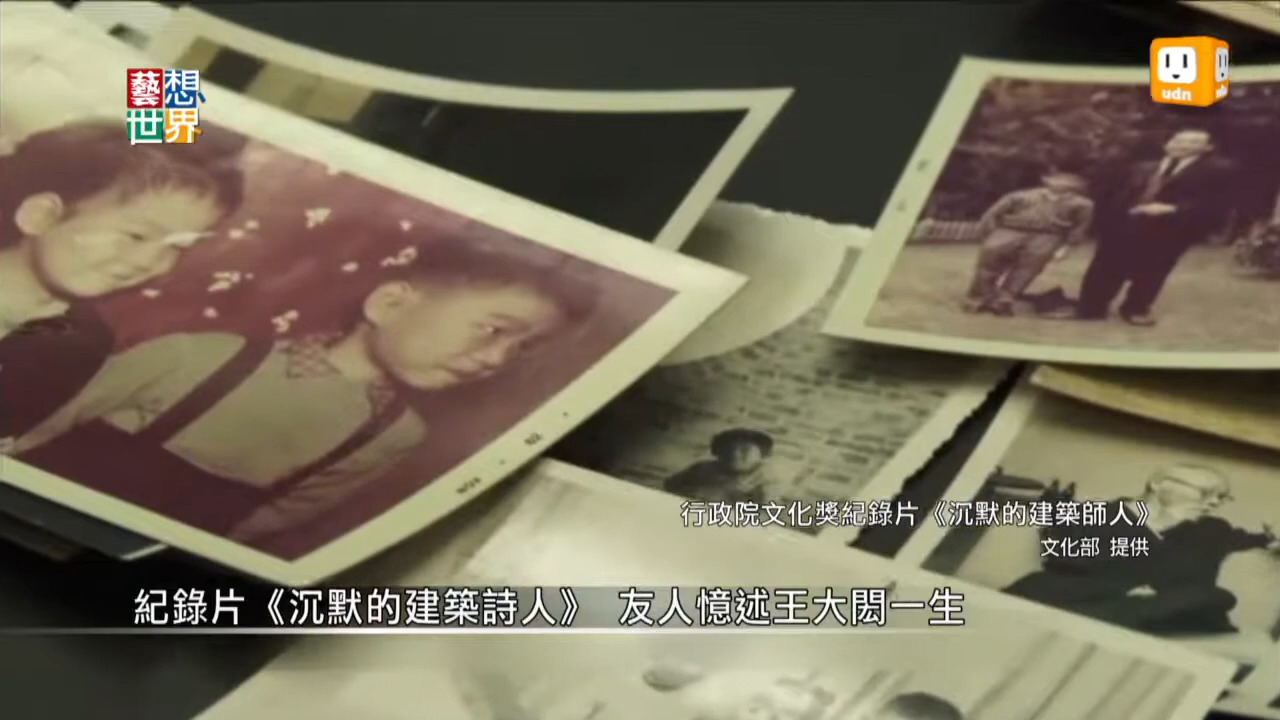 藝想
世界
udn
行政院文化獎紀錄片《沉默的建築師人》
文化部 提供
紀錄片《沉默的建築詩人》 友人憶述王大閎一生